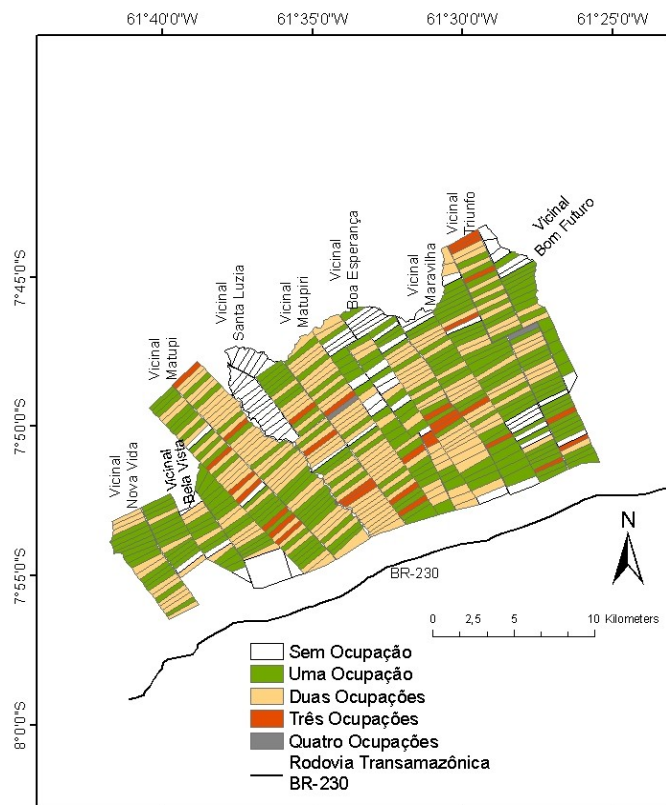 61°40'0"W
61°35'0"W
61°30'0"W
61°25'0"W
7°45'0"S
7°50'0"S
7°55'0"S
8°0'0"S
Vicinal
Nova Vida
Vicinal
Bela Vista
Vicinal
Matupi
Vicinal
Santa Luzia
Vicinal
Matupiri
Vicinal
Boa Esperança
Vicinal
Maravilha
Vicinal
Triunfo
Vicinal
Bom Futuro
BR-230
N
0 2,5 5 10 Kilometers
Sem Ocupação
Uma Ocupação
Duas Ocupações
Três Ocupações
Quatro Ocupações
Rodovia Transamazônica
BR-230